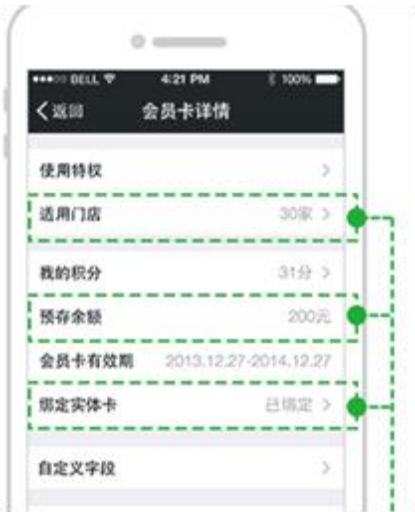 BELL 4:21 PM 100%
返回 会员卡详情
使用特权
适用门店 30家
我的积分 31分
预存余额 200元
会员卡有效期 2013.12.27-2014.12.27
绑定实体卡 已绑定
自定义字段